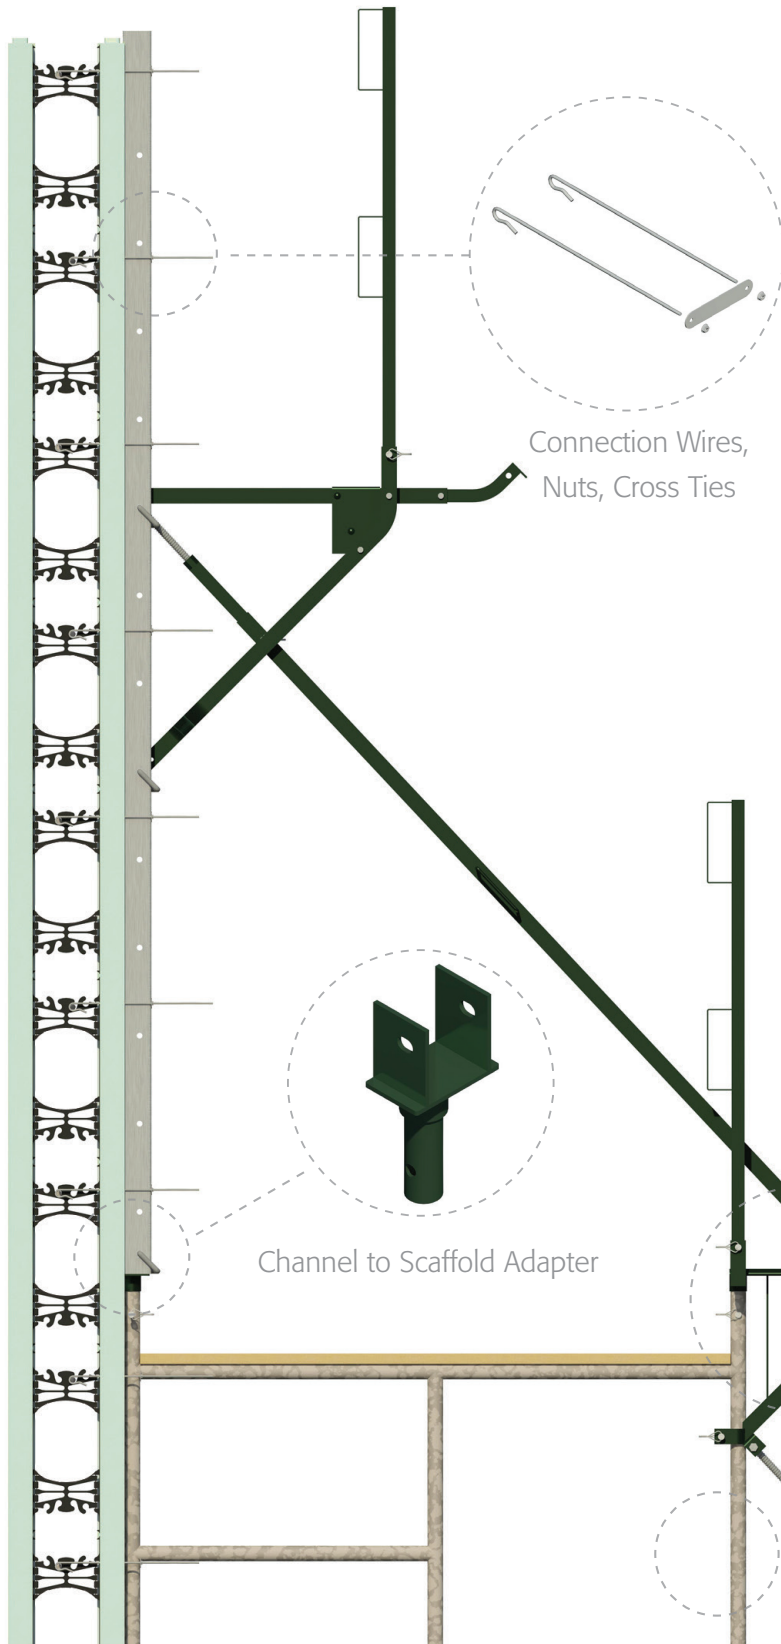 Connection Wires,
Nuts, Cross Ties
Channel to Scaffold Adapter